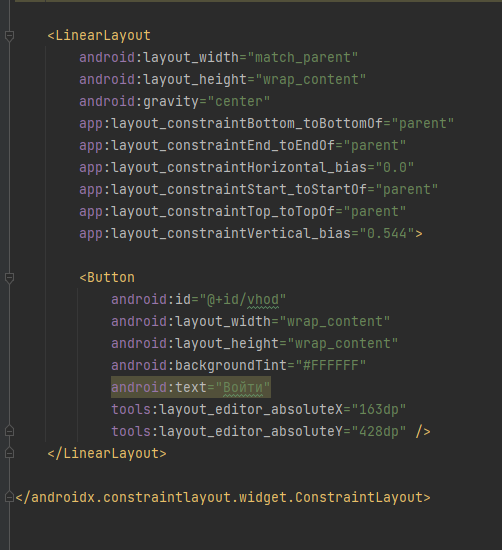 <LinearLayout
android:layout_width="match_parent"
android:layout_height="wrap_content"
android:gravity="center"
app:layout_constraintBottom_toBottomOf="parent"
app:layout_constraintEnd_toEndOf="parent"
app:layout_constraintHorizontal_bias="0.0"
app:layout_constraintStart_toStartOf="parent"
app:layout_constraintTop_toTopOf="parent"
app:layout_constraintVertical_bias="0.544">
<Button
android:id="@+id/vhod"
android:layout_width="wrap_content"
android:layout_height="wrap_content"
android:backgroundTint="#FFFFFF"
android:text="Войти"
tools:layout_editor_absoluteX="163dp"
tools:layout_editor_absoluteY="428dp" />
</LinearLayout>
</androidx.constraintlayout.widget.ConstraintLayout>